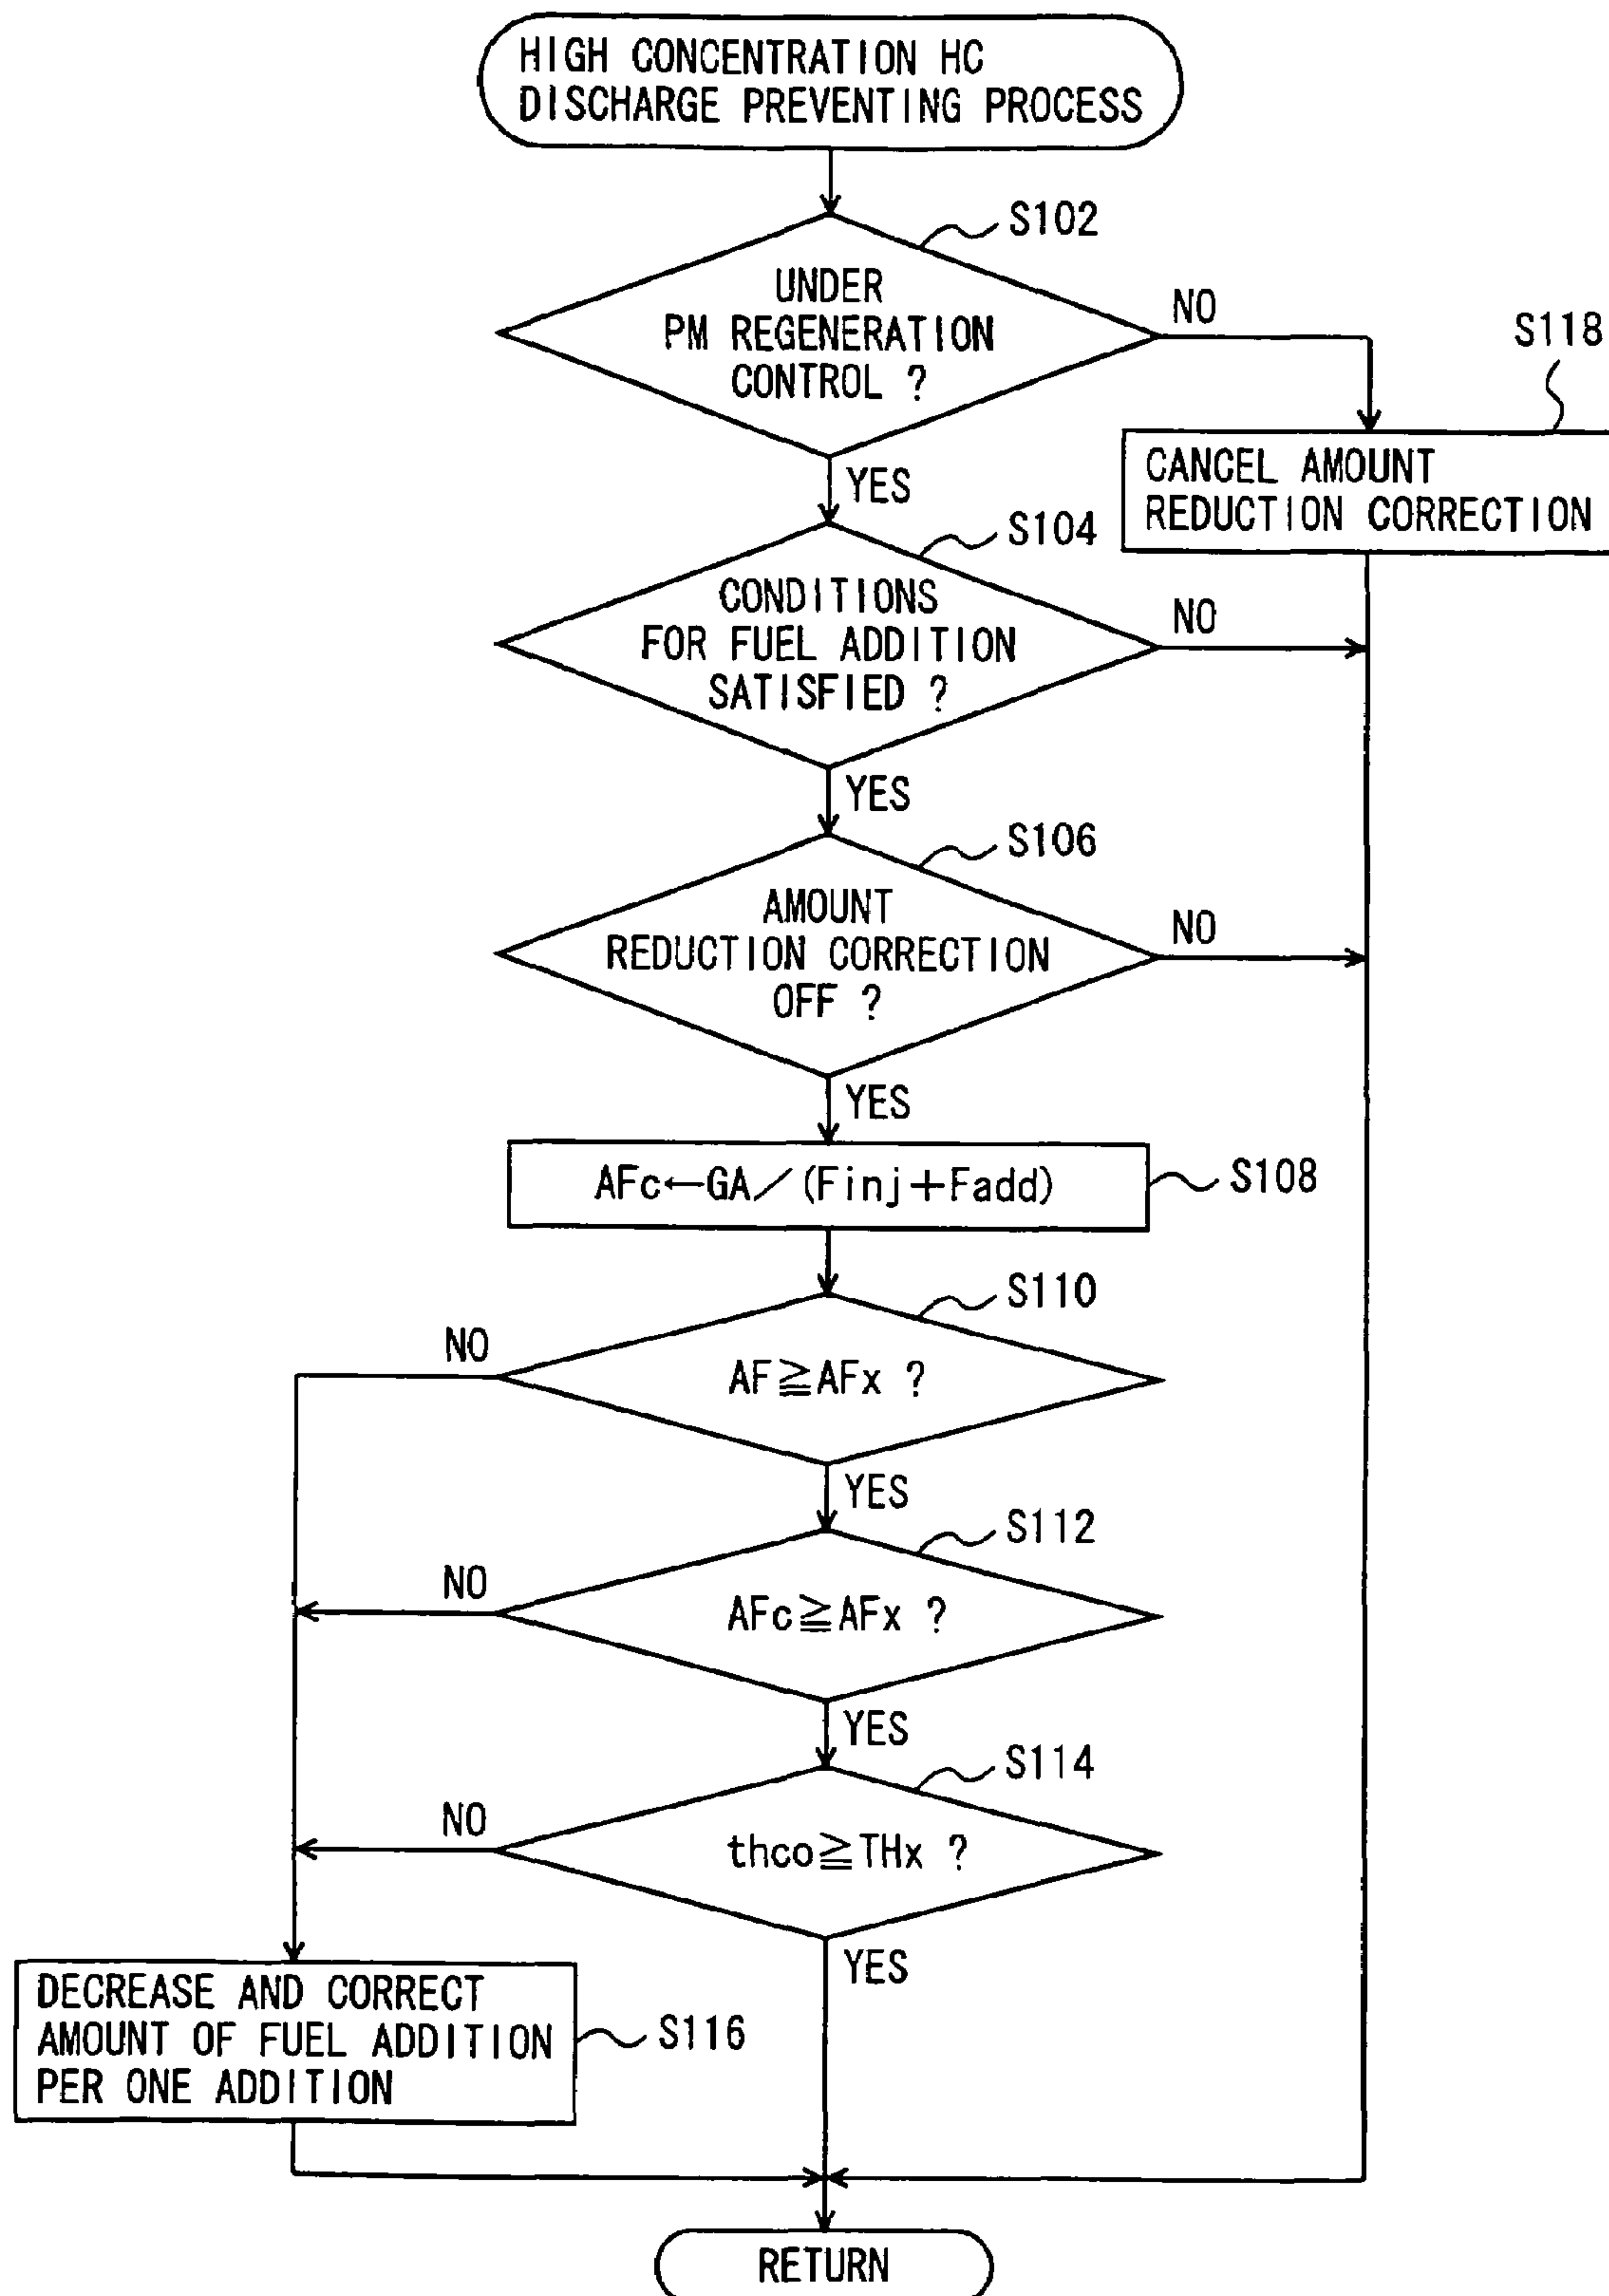 HIGH CONCENTRATION HC
DISCHARGE PREVENTING PROCESS
S102
UNDER
PM REGENERATION
CONTROL ?
NO
YES
S118
CANCEL AMOUNT
REDUCTION CORRECTION
S104
CONDITIONS
FOR FUEL ADDITION
SATISFIED ?
NO
YES
S106
AMOUNT
REDUCTION CORRECTION
OFF ?
NO
YES
AFc←GA／(Finj+Fadd)
S108
S110
AF≧AFx ?
NO
YES
S112
AFc≧AFx ?
NO
YES
S114
thco≧THx ?
NO
YES
DECREASE AND CORRECT
AMOUNT OF FUEL ADDITION
PER ONE ADDITION
S116
RETURN